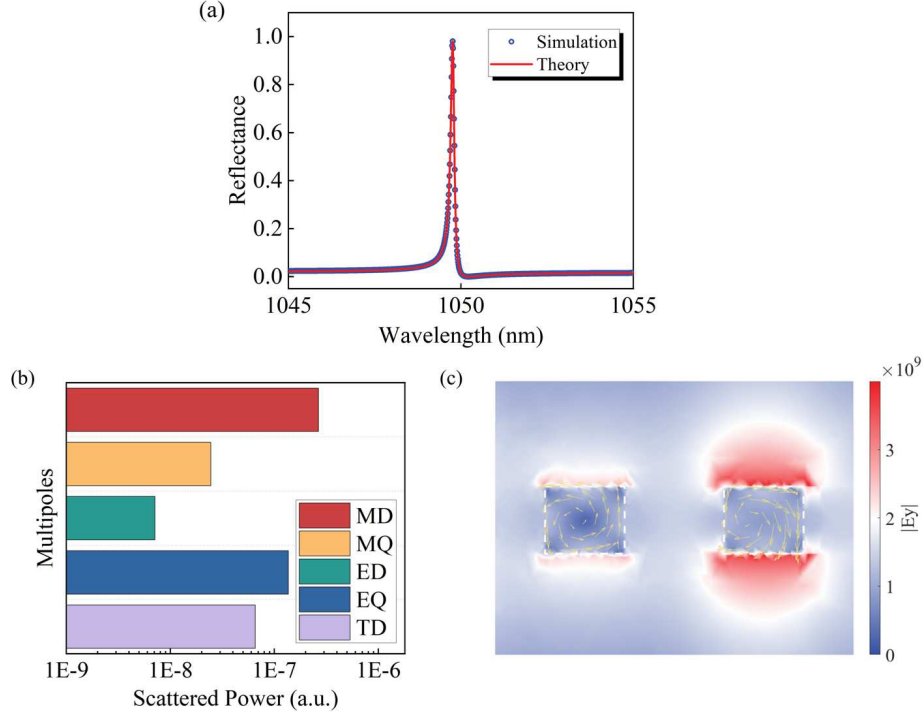 (a)
1.0
0.8
0.6
0.4
0.2
0.0
Reflectance
Simulation
Theory
1045
1050
1055
Wavelength (nm)
(b)
Multipoles
MD
MQ
ED
EQ
TD
1E-9
1E-8
1E-7
1E-6
Scattered Power (a.u.)
(c)
×10⁹
3
2
1
0
|Ey|